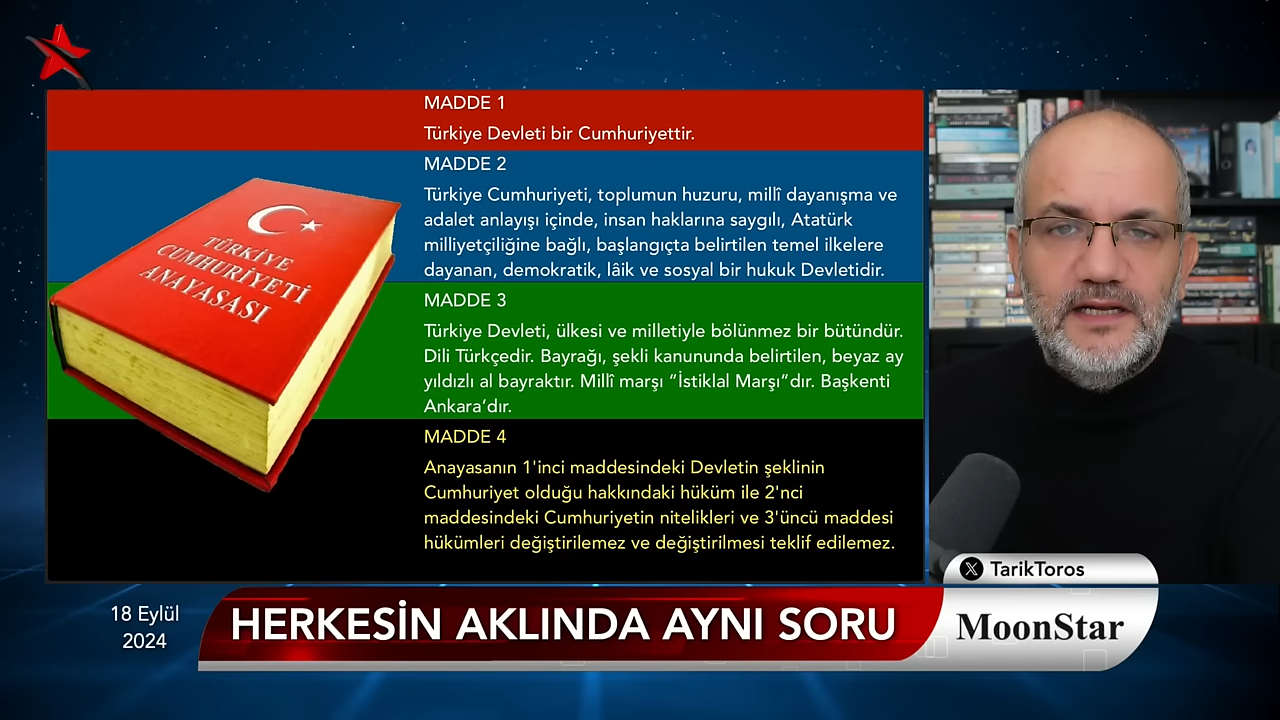 MADDE 1
Türkiye Devleti bir Cumhuriyettir.
MADDE 2
Türkiye Cumhuriyeti, toplumun huzuru, millî dayanışma ve
adalet anlayışı içinde, insan haklarına saygılı, Atatürk
milliyetçiliğine bağlı, başlangıçta belirtilen temel ilkelere
dayanan, demokratik, lâik ve sosyal bir hukuk Devletidir.
MADDE 3
Türkiye Devleti, ülkesi ve milletiyle bölünmez bir bütündür.
Dili Türkçedir. Bayrağı, şekli kanununda belirtilen, beyaz ay
yıldızlı al bayraktır. Millî marşı “İstiklal Marşı”dır. Başkenti
Ankara’dır.
MADDE 4
Anayasanın 1'inci maddesindeki Devletin şeklinin
Cumhuriyet olduğu hakkındaki hüküm ile 2'nci
maddesindeki Cumhuriyetin nitelikleri ve 3'üncü maddesi
hükümleri değiştirilemez ve değiştirilmesi teklif edilemez.
TÜRKİYE
CUMHURİYETİ
ANAYASASI
TarikToros
MoonStar
18 Eylül
2024
HERKESİN AKLINDA AYNI SORU